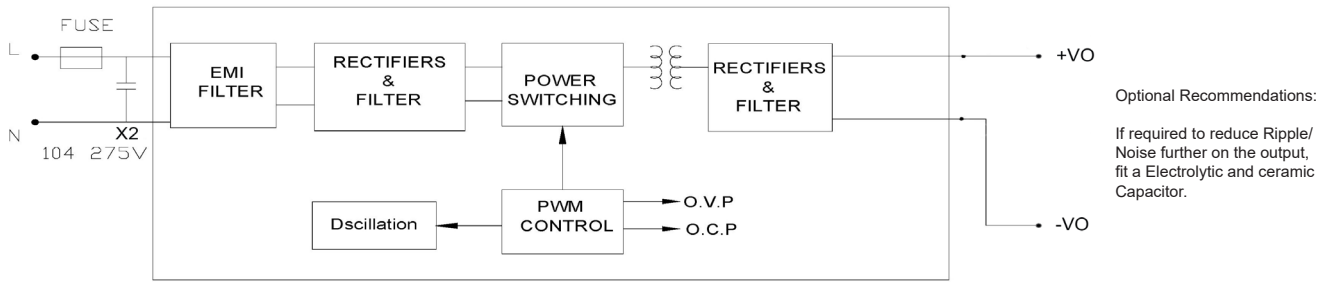 FUSE
L
N
X2
104 275V
EMI
FILTER
RECTIFIERS
&
FILTER
POWER
SWITCHING
RECTIFIERS
&
FILTER
+VO
-VO
Dscillation
PWM
CONTROL
O.V.P
O.C.P
Optional Recommendations:
If required to reduce Ripple/
Noise further on the output,
fit a Electrolytic and ceramic
Capacitor.